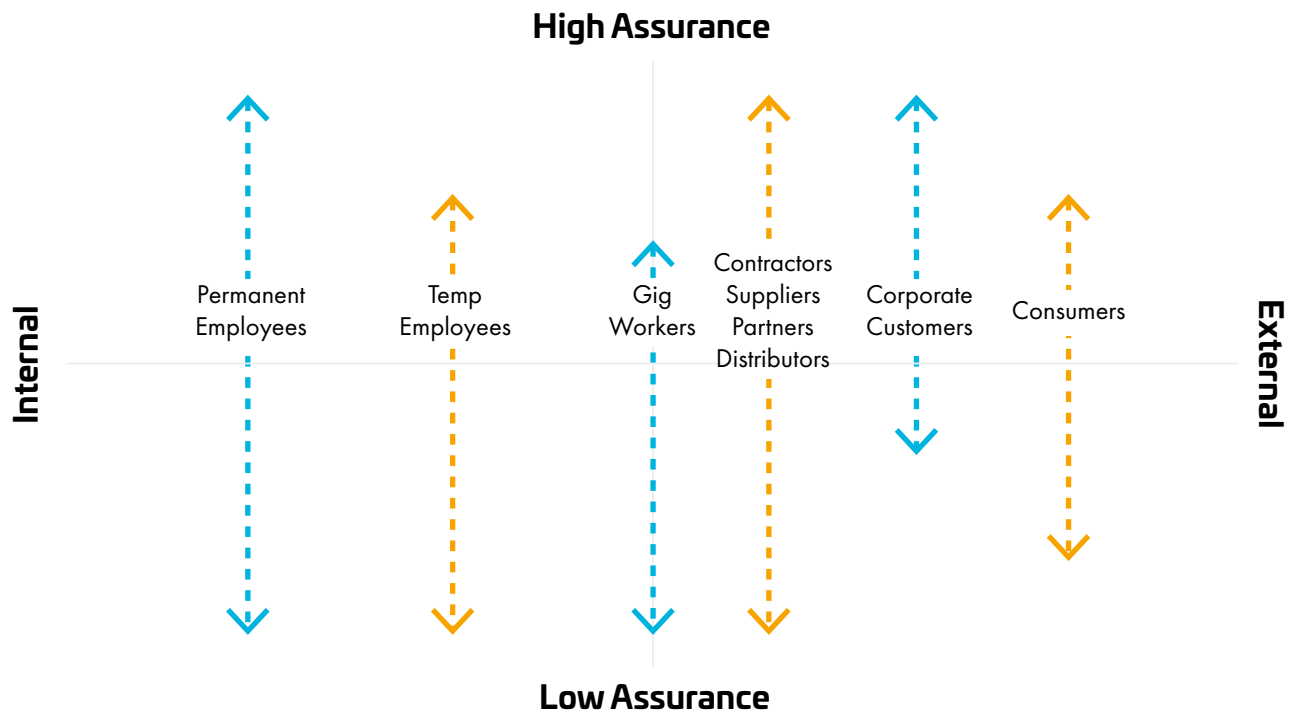 High Assurance
Internal
Permanent
Employees
Temp
Employees
Gig
Workers
Contractors
Suppliers
Partners
Distributors
Corporate
Customers
Consumers
External
Low Assurance